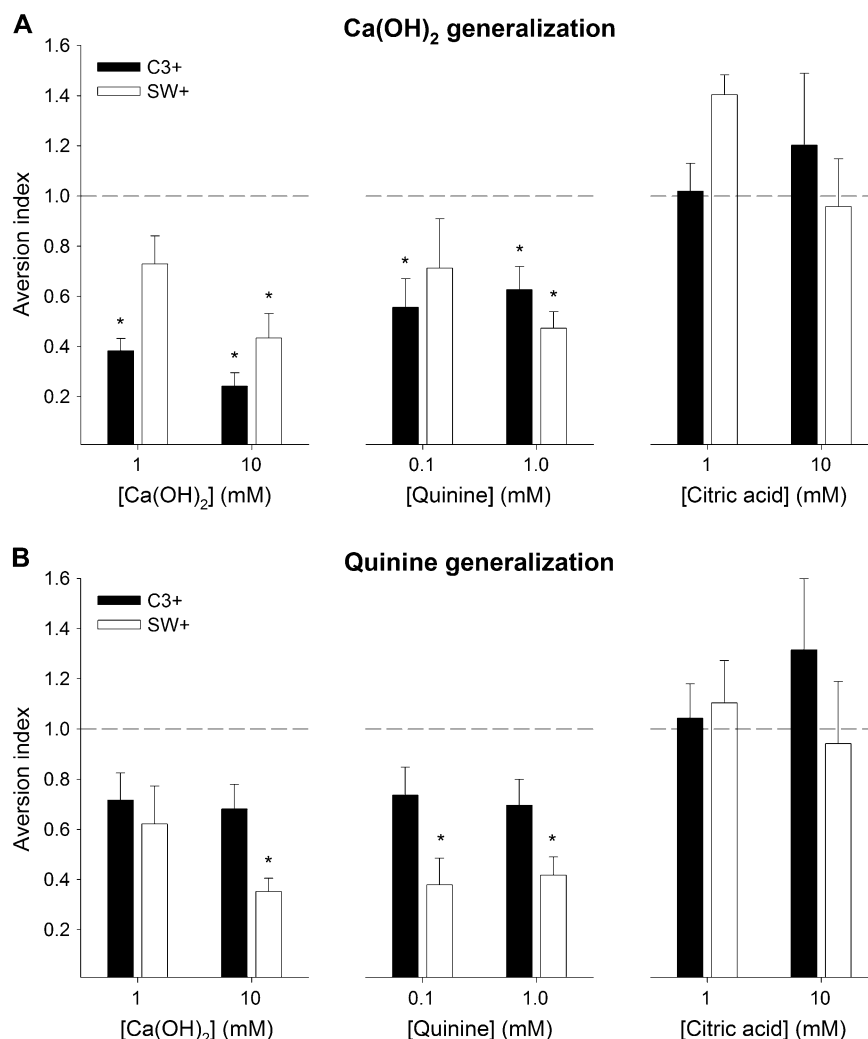 A
Ca(OH)2 generalization
1.6
1.4
1.2
1.0
0.8
0.6
0.4
0.2
Aversion index
C3+
SW+
* * * * * *
1 10
[Ca(OH)2] (mM)
0.1 1.0
[Quinine] (mM)
1 10
[Citric acid] (mM)
B
Quinine generalization
1.6
1.4
1.2
1.0
0.8
0.6
0.4
0.2
Aversion index
C3+
SW+
* * *
1 10
[Ca(OH)2] (mM)
0.1 1.0
[Quinine] (mM)
1 10
[Citric acid] (mM)